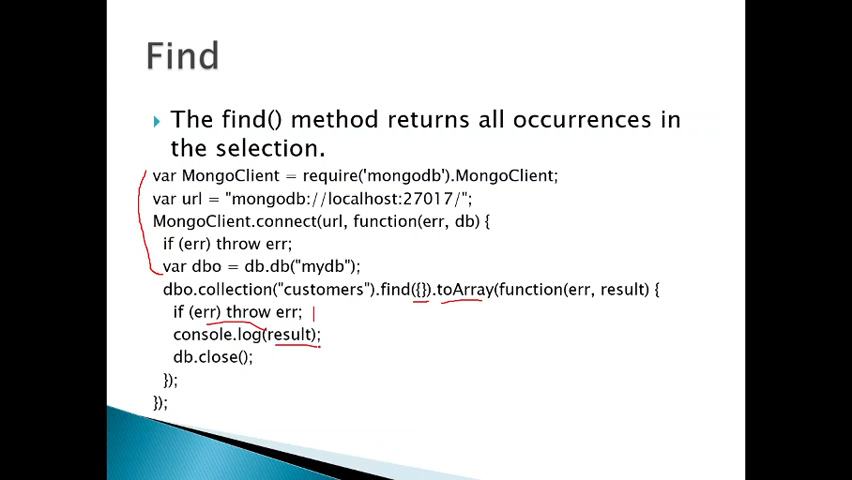 Find
The find() method returns all occurrences in
the selection.
var MongoClient = require('mongodb').MongoClient;
var url = "mongodb://localhost:27017/";
MongoClient.connect(url, function(err, db) {
if (err) throw err;
var dbo = db.db("mydb");
dbo.collection("customers").find({}).toArray(function(err, result) {
if (err) throw err;
console.log(result);
db.close();
});
});